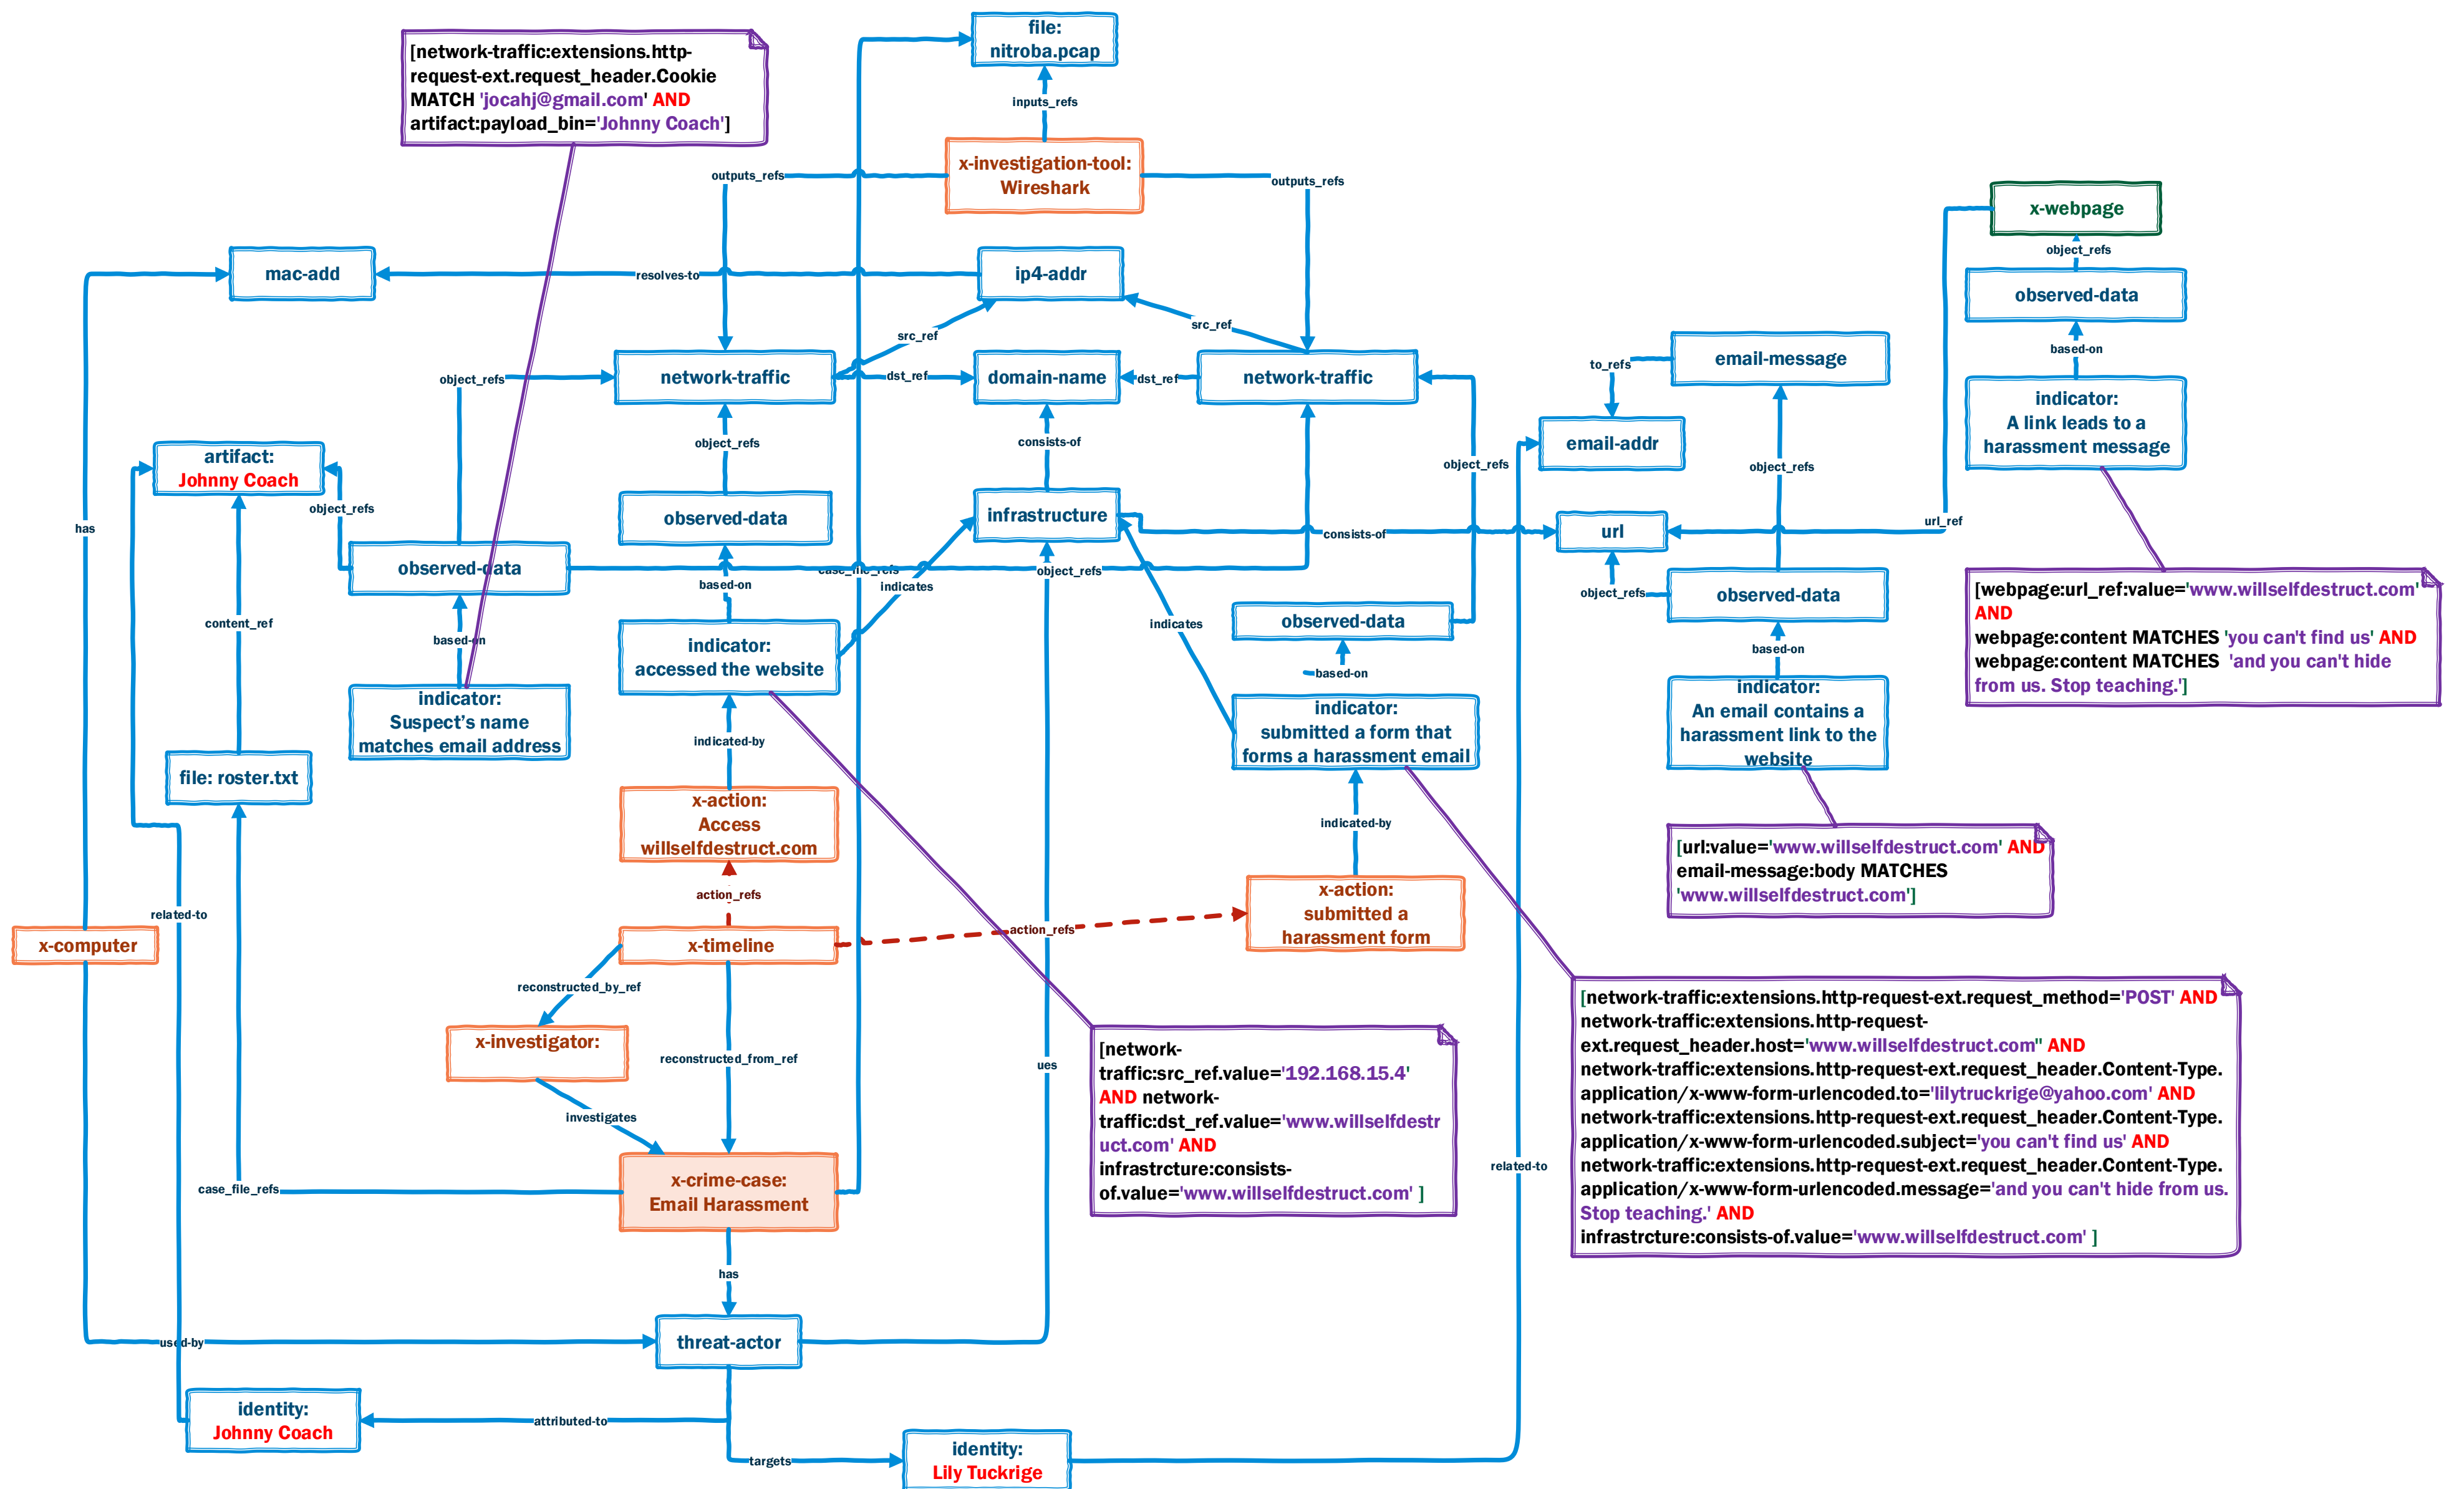 file:
nitroba.pcap
[network-traffic:extensions.http-
request-ext.request_header.Cookie
MATCH 'jocahj@gmail.com' AND
artifact:payload_bin='Johnny Coach']
inputs_refs
x-investigation-tool:
Wireshark
outputs_refs
outputs_refs
x-webpage
object_refs
mac-add
resolves-to
ip4-addr
observed-data
src_ref
src_ref
based-on
object_refs
network-traffic
dst_ref
domain-name
dst_ref
network-traffic
to_refs
email-message
indicator:
A link leads to a
harassment message
object_refs
consists-of
email-addr
object_refs
object_refs
artifact:
Johnny Coach
object_refs
has
observed-data
infrastructure
consists-of
url
url_ref
observed-data
case_file_refs
object_refs
based-on
indicates
object_refs
observed-data
[webpage:url_ref:value='www.willselfdestruct.com'
AND
webpage:content MATCHES 'you can't find us' AND
webpage:content MATCHES  'and you can't hide
from us. Stop teaching.']
content_ref
based-on
indicates
observed-data
based-on
indicator:
accessed the website
based-on
indicator:
Suspect's name
matches email address
indicator:
submitted a form that
forms a harassment email
indicator:
An email contains a
harassment link to the
website
indicated-by
file: roster.txt
x-action:
Access
willselfdestruct.com
indicated-by
[url:value='www.willselfdestruct.com' AND
email-message:body MATCHES
'www.willselfdestruct.com']
action_refs
x-action:
submitted a
harassment form
related-to
x-computer
x-timeline
action_refs
reconstructed_by_ref
x-investigator:
reconstructed_from_ref
ues
investigates
[network-
traffic:src_ref.value='192.168.15.4'
AND network-
traffic:dst_ref.value='www.willselfdestr
uct.com' AND
infrastrcture:consists-
of.value='www.willselfdestruct.com' ]
[network-traffic:extensions.http-request-ext.request_method='POST' AND
network-traffic:extensions.http-request-
ext.request_header.host='www.willselfdestruct.com'' AND
network-traffic:extensions.http-request-ext.request_header.Content-Type.
application/x-www-form-urlencoded.to='lilytruckrige@yahoo.com' AND
network-traffic:extensions.http-request-ext.request_header.Content-Type.
application/x-www-form-urlencoded.subject='you can't find us' AND
network-traffic:extensions.http-request-ext.request_header.Content-Type.
application/x-www-form-urlencoded.message='and you can't hide from us.
Stop teaching.' AND
infrastrcture:consists-of.value='www.willselfdestruct.com' ]
related-to
case_file_refs
x-crime-case:
Email Harassment
has
used-by
threat-actor
identity:
Johnny Coach
attributed-to
targets
identity:
Lily Tuckrige